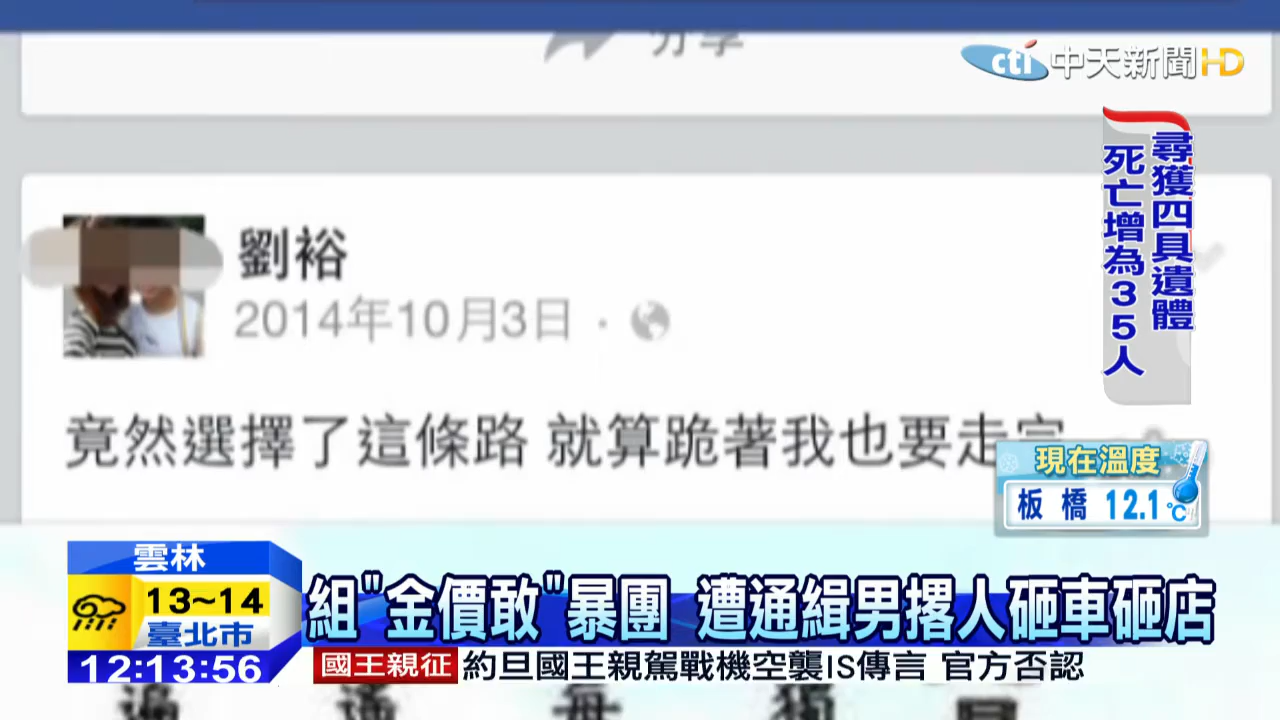 分享
cti 中天新聞HD
尋獲四具遺體
死亡增為35人
劉裕
2014年10月3日
竟然選擇了這條路 就算跪著我也要走完
現在溫度
板橋 12.1°C
雲林
13~14
臺北市
12:13:56
組"金價敢"暴團 遭通緝男撂人砸車砸店
國王親征 約旦國王親駕戰機空襲IS傳言 官方否認